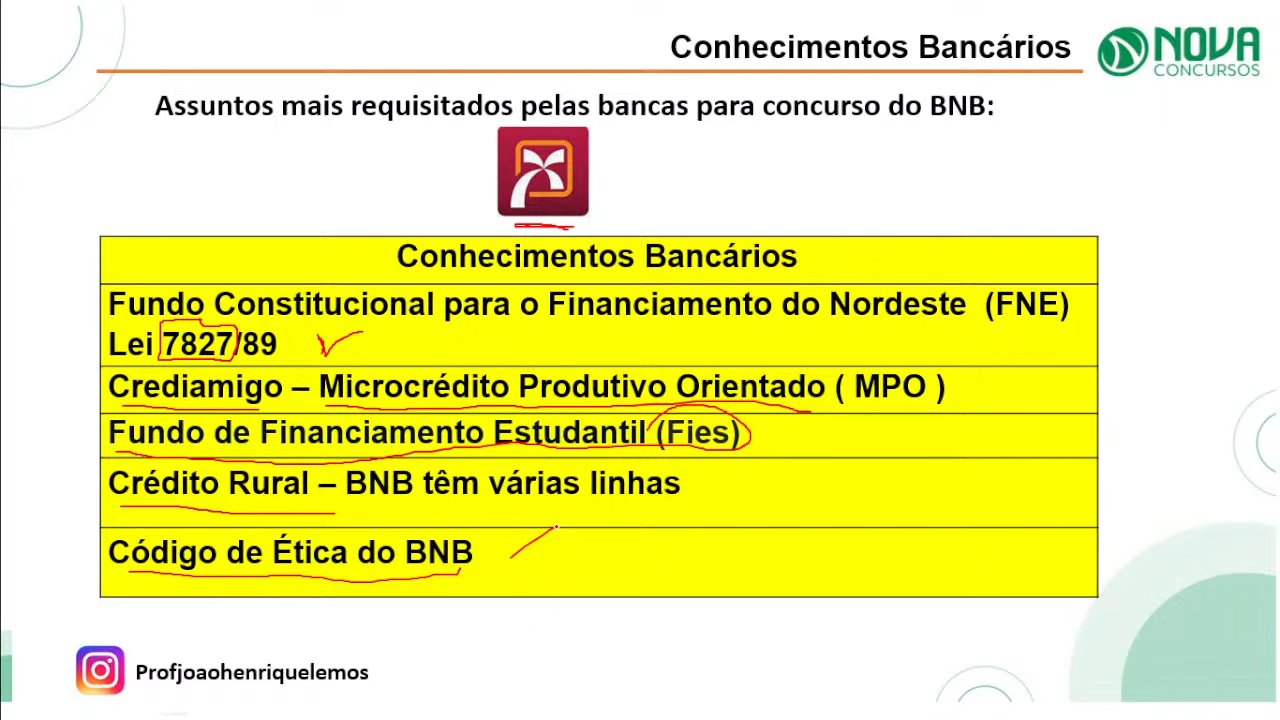 Conhecimentos Bancários
NOVA
CONCURSOS
Assuntos mais requisitados pelas bancas para concurso do BNB:
Conhecimentos Bancários
Fundo Constitucional para o Financiamento do Nordeste (FNE)
Lei 7827/89
Crediamigo – Microcrédito Produtivo Orientado ( MPO )
Fundo de Financiamento Estudantil (Fies)
Crédito Rural – BNB têm várias linhas
Código de Ética do BNB
Profjoaohenriquelemos